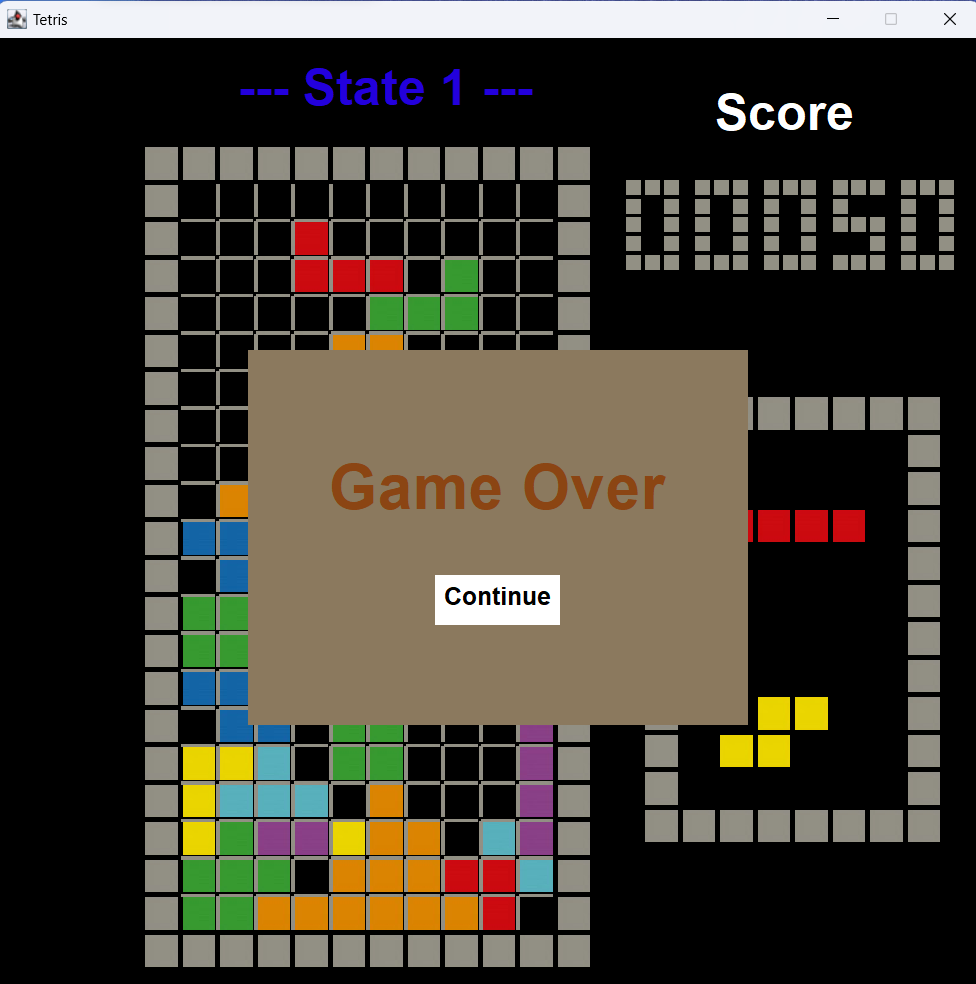 Tetris
--- State 1 ---
Score
00050
Game Over
Continue